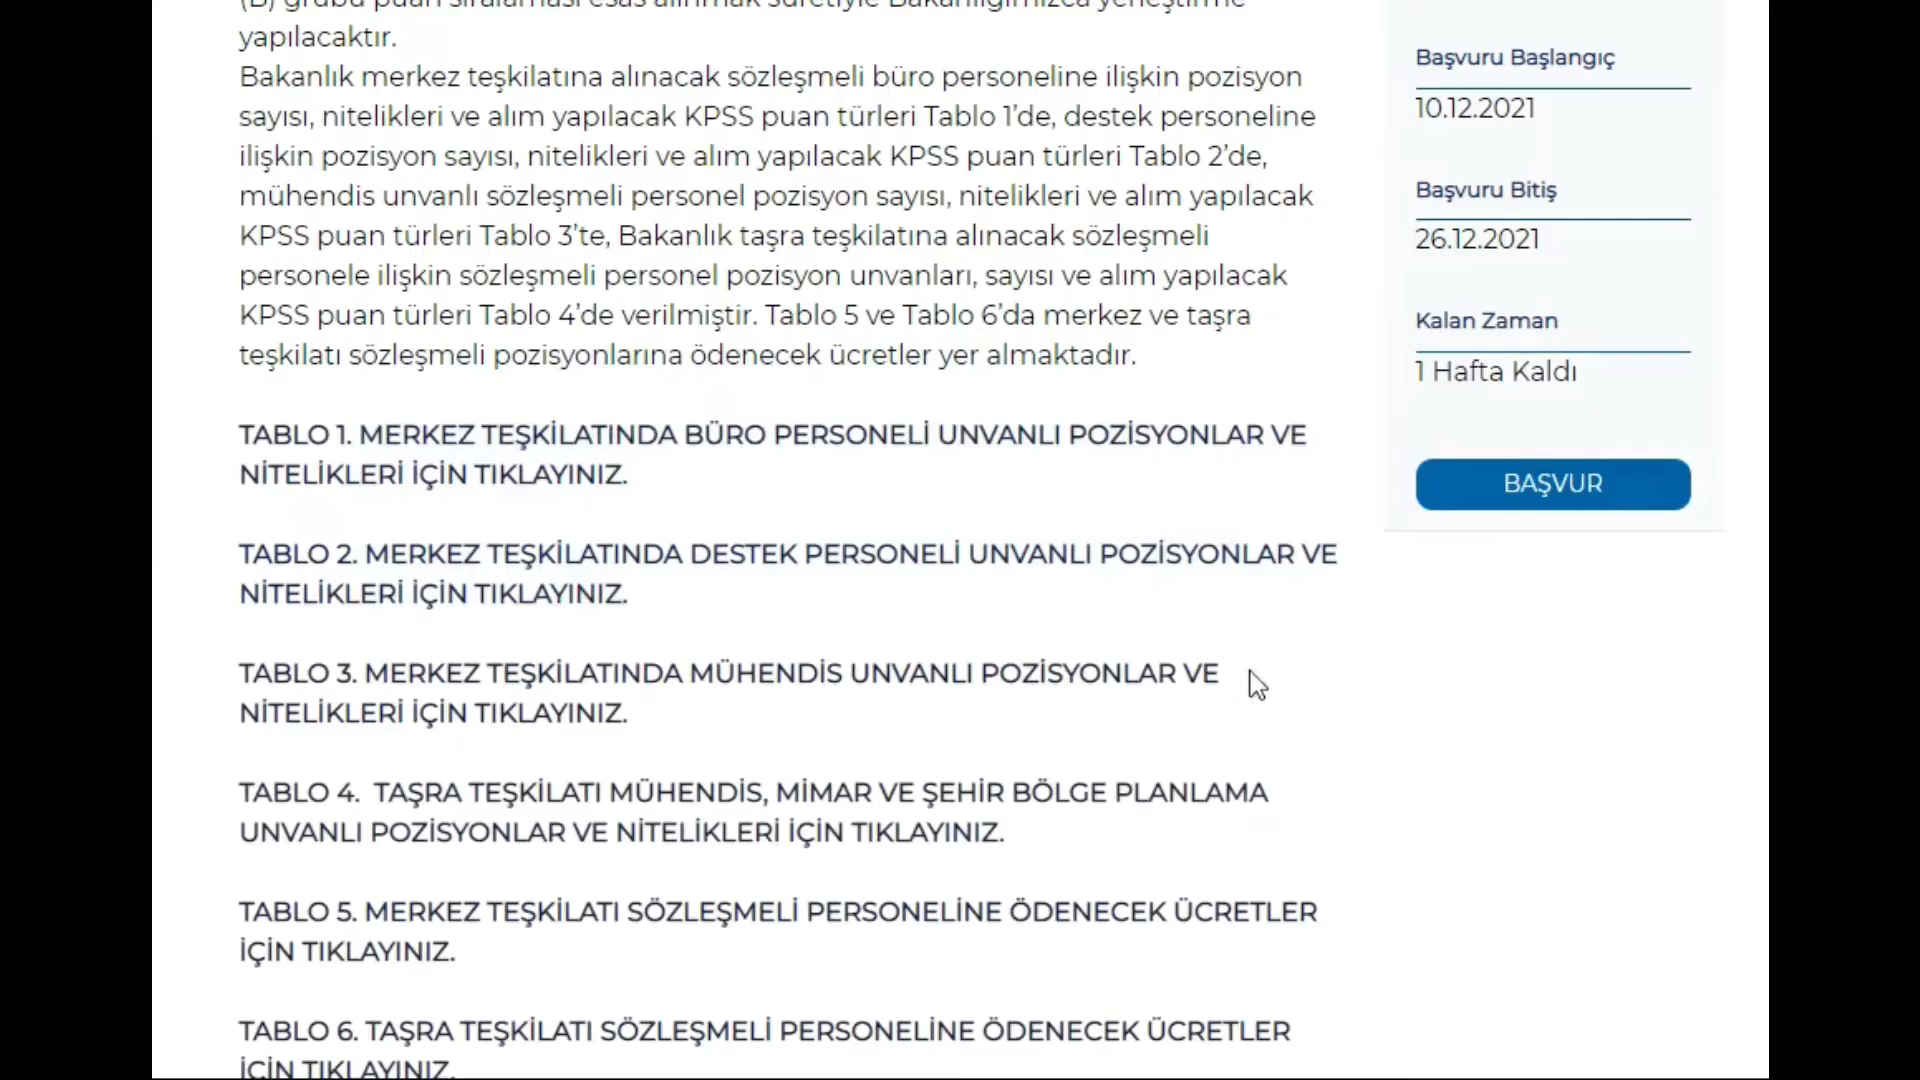 (B) grubu puan sıralaması esas alınmak suretiyle Bakanlığımızca yerleştirme
yapılacaktır.
Bakanlık merkez teşkilatına alınacak sözleşmeli büro personeline ilişkin pozisyon
sayısı, nitelikleri ve alım yapılacak KPSS puan türleri Tablo 1’de, destek personeline
ilişkin pozisyon sayısı, nitelikleri ve alım yapılacak KPSS puan türleri Tablo 2’de,
mühendis unvanlı sözleşmeli personel pozisyon sayısı, nitelikleri ve alım yapılacak
KPSS puan türleri Tablo 3’te, Bakanlık taşra teşkilatına alınacak sözleşmeli
personele ilişkin sözleşmeli personel pozisyon unvanları, sayısı ve alım yapılacak
KPSS puan türleri Tablo 4’de verilmiştir. Tablo 5 ve Tablo 6’da merkez ve taşra
teşkilatı sözleşmeli pozisyonlarına ödenecek ücretler yer almaktadır.
TABLO 1. MERKEZ TEŞKİLATINDA BÜRO PERSONELİ UNVANLI POZİSYONLAR VE
NİTELİKLERİ İÇİN TIKLAYINIZ.
TABLO 2. MERKEZ TEŞKİLATINDA DESTEK PERSONELİ UNVANLI POZİSYONLAR VE
NİTELİKLERİ İÇİN TIKLAYINIZ.
TABLO 3. MERKEZ TEŞKİLATINDA MÜHENDİS UNVANLI POZİSYONLAR VE
NİTELİKLERİ İÇİN TIKLAYINIZ.
TABLO 4. TAŞRA TEŞKİLATI MÜHENDİS, MİMAR VE ŞEHİR BÖLGE PLANLAMA
UNVANLI POZİSYONLAR VE NİTELİKLERİ İÇİN TIKLAYINIZ.
TABLO 5. MERKEZ TEŞKİLATI SÖZLEŞMELİ PERSONELİNE ÖDENECEK ÜCRETLER
İÇİN TIKLAYINIZ.
TABLO 6. TAŞRA TEŞKİLATI SÖZLEŞMELİ PERSONELİNE ÖDENECEK ÜCRETLER
İÇİN TIKLAYINIZ.
Başvuru Başlangıç
10.12.2021
Başvuru Bitiş
26.12.2021
Kalan Zaman
1 Hafta Kaldı
BAŞVUR